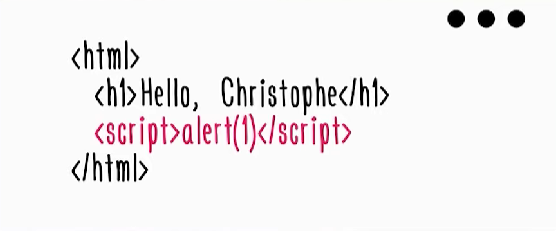 <html>
<h1>Hello, Christophe</h1>
<script>alert(1)</script>
</html>